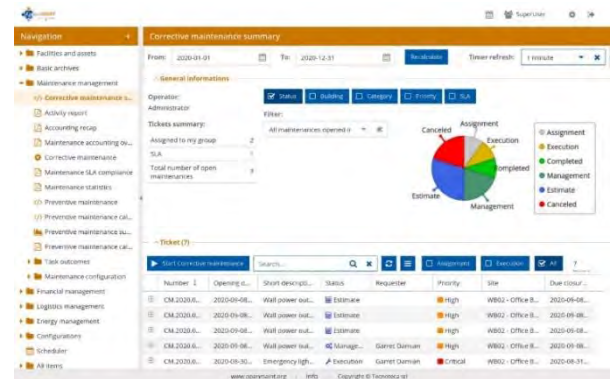 openMAINT
SuperUser
Navigation
Corrective maintenance summary
Facilities and assets
Basic archives
Maintenance management
Corrective maintenance s...
Activity report
Accounting recap
Maintenance accounting ov...
Corrective maintenance
Maintenance SLA compliance
Maintenance statistics
Preventive maintenance
Preventive maintenance cal...
Preventive maintenance su...
Preventive maintenance cal...
Task outcomes
Maintenance configuration
Financial management
Logistics management
Energy management
Configurations
Scheduler
All items
From: 2020-01-01 To: 2020-12-31 Recalculate Timer refresh: 1 minute
General informations
Operator:
Administrator
Tickets summary:
Assigned to my group 2
SLA 1
Total number of open maintenances 7
Status Building Category Priority SLA
Filter:
All maintenances opened o
Canceled
Assignment
Execution
Completed
Management
Estimate
Assignment
Execution
Completed
Management
Estimate
Canceled
Ticket (7)
Start Corrective maintenance Search... Assignment Execution All 7
Number Opening d... Short descripti... Status Requester Priority Site Due closur...
CM.2020.0... 2020-09-08... Wall power out... Estimate High WB02 - Office B... 2020-09-08...
CM.2020.0... 2020-09-08... Wall power out... Estimate High WB02 - Office B... 2020-09-08...
CM.2020.0... 2020-09-08... Wall power out... Estimate High WB02 - Office B... 2020-09-08...
CM.2020.0... 2020-09-08... Wall power out... Manage... Garret Damian High WB02 - Office B... 2020-09-08...
CM.2020.0... 2020-08-30... Emergency ligh... Execution Garret Damian Critical WB02 - Office B... 2020-08-31...
www.openmaint.org Info Copyright © Tecnoteca srl